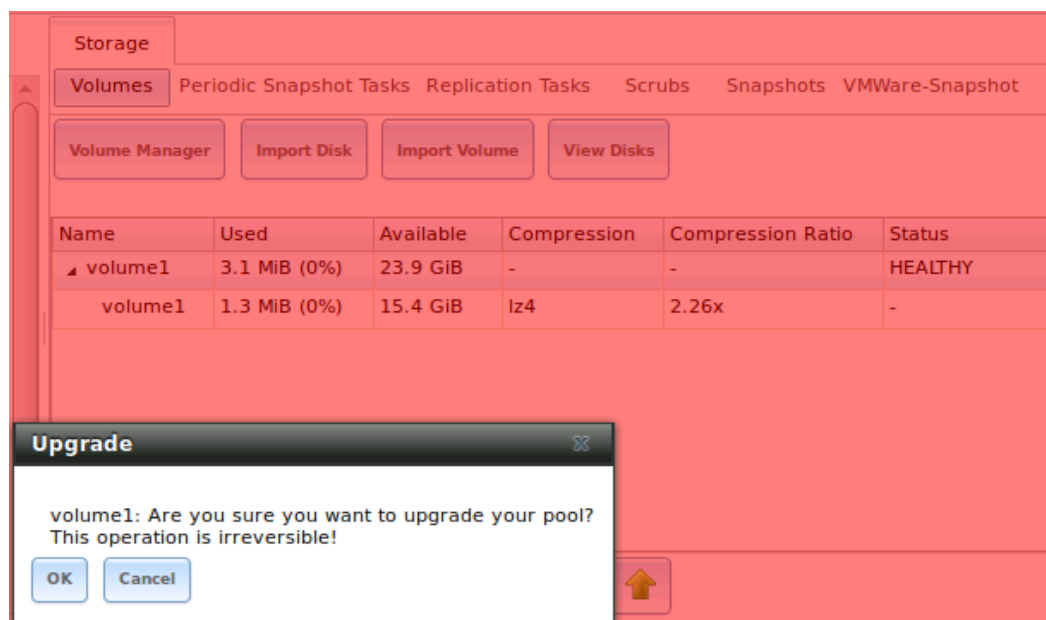 Storage
Volumes Periodic Snapshot Tasks Replication Tasks Scrubs Snapshots VMWare-Snapshot
Volume Manager Import Disk Import Volume View Disks
Name Used Available Compression Compression Ratio Status
volume1 3.1 MiB (0%) 23.9 GiB - - HEALTHY
volume1 1.3 MiB (0%) 15.4 GiB lz4 2.26x -
Upgrade
volume1: Are you sure you want to upgrade your pool?
This operation is irreversible!
OK Cancel